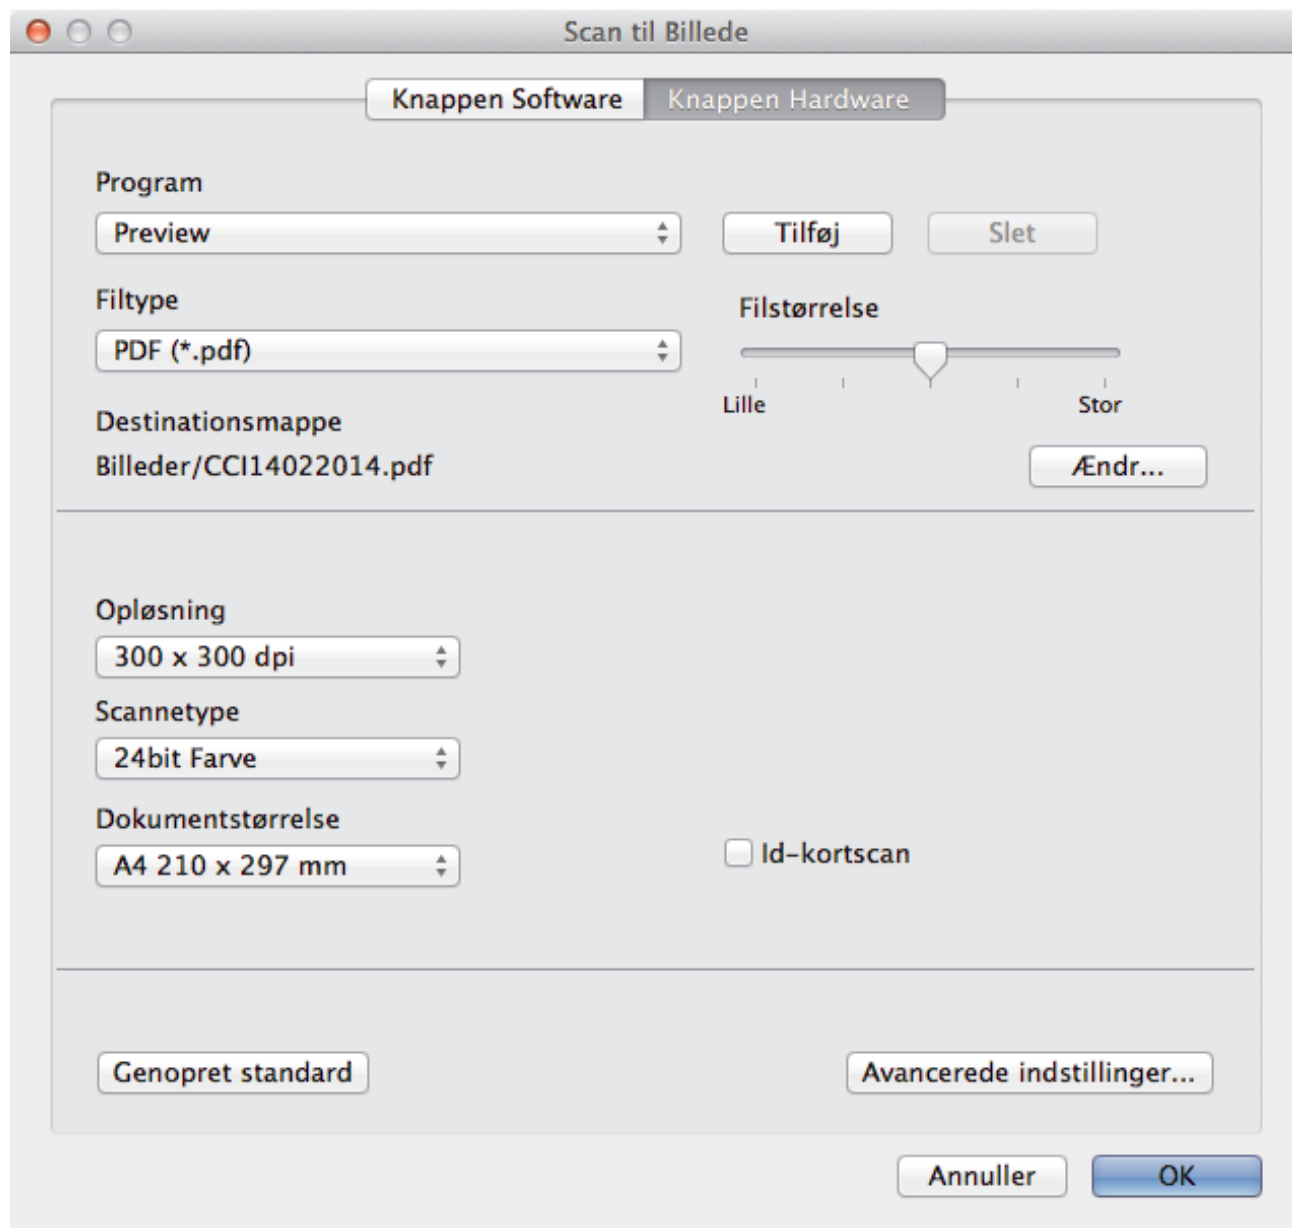 Scan til Billede
Knappen Software Knappen Hardware
Program
Preview Tilføj Slet
Filtype Filstørrelse
PDF (*.pdf)
Lille Stor
Destinationsmappe
Billeder/CCI14022014.pdf Ændr...
Opløsning
300 x 300 dpi
Scannetype
24bit Farve
Dokumentstørrelse
A4 210 x 297 mm Id-kortscan
Genopret standard Avancerede indstillinger...
Annuller OK